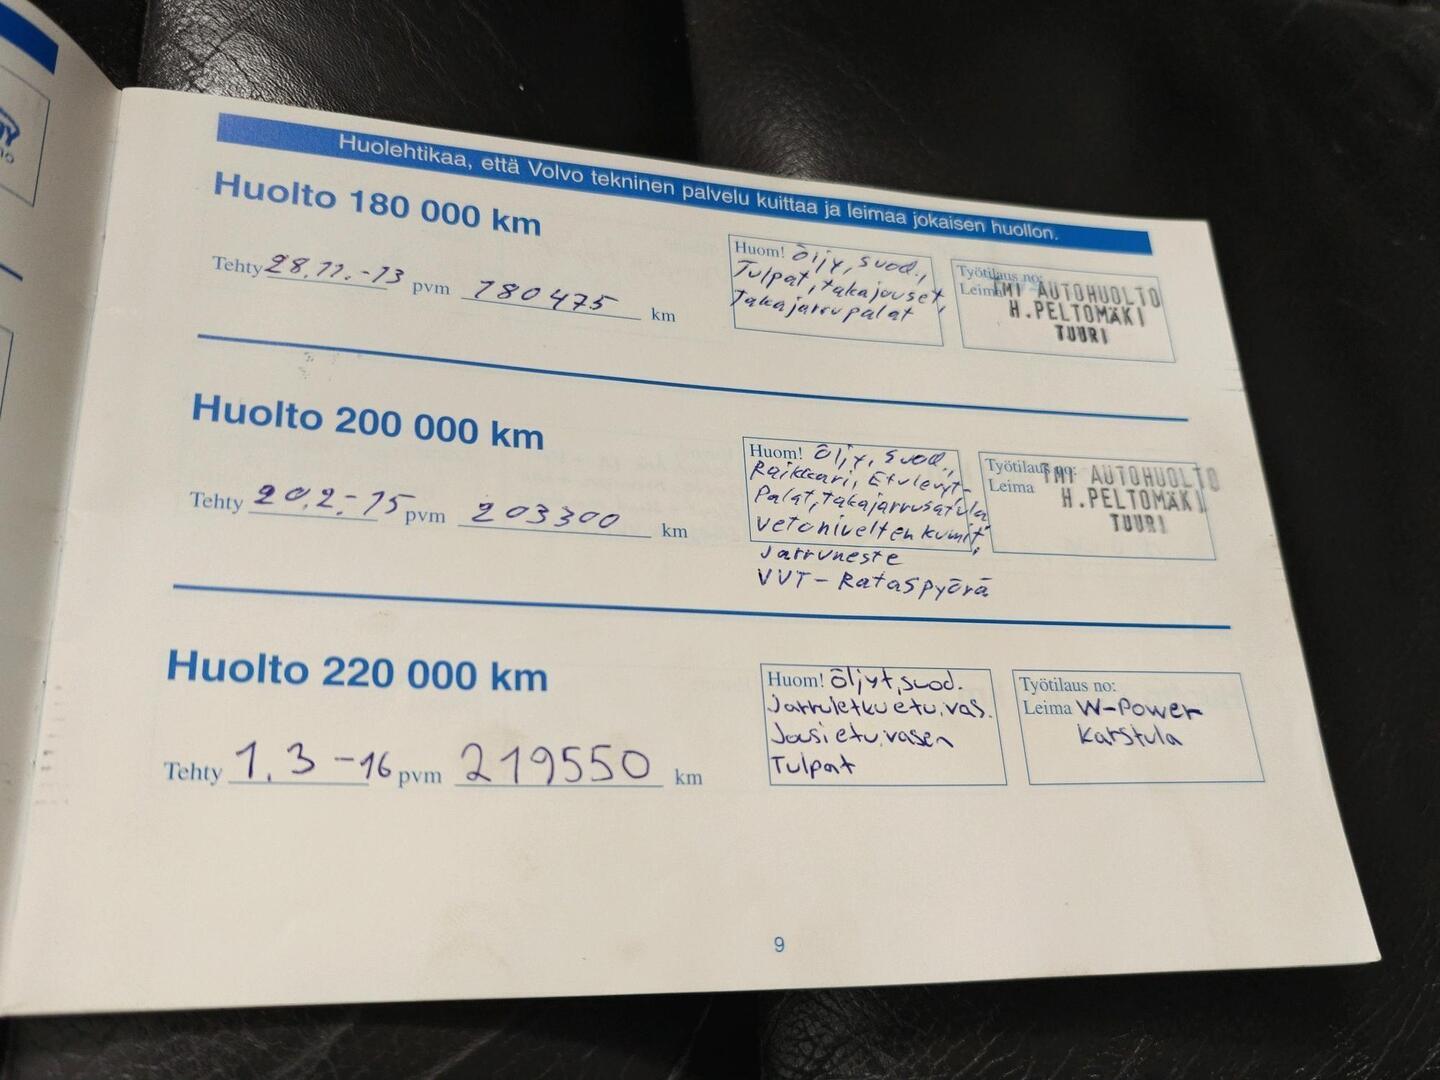 Huolehtikaa, että Volvo tekninen palvelu kuittaa ja leimaa jokaisen huollon.
Huolto 180 000 km
Tehty 28.11.-13 pvm 180475 km
Huom! Öljy, suod.,
Tulpat, takajouset,
Takajarrupalat
Työtilaus no:
Leima TMI AUTOHUOLTO
H.PELTOMÄKI
TUURI
Huolto 200 000 km
Tehty 20.2.-15 pvm 203300 km
Huom! Öljy, suod.,
Raikkari, Etulevyt-
Palat, takajarrusatula
vetonivelten kumit,
Jarruneste
VVT-Rataspyörä
Työtilaus no:
Leima TMI AUTOHUOLTO
H.PELTOMÄKI
TUURI
Huolto 220 000 km
Tehty 1.3-16 pvm 219550 km
Huom! Öljyt, suod.
Jarruletku etu.vas.
Jousi etu.vasen
Tulpat
Työtilaus no:
Leima W-Power
Karstula
9